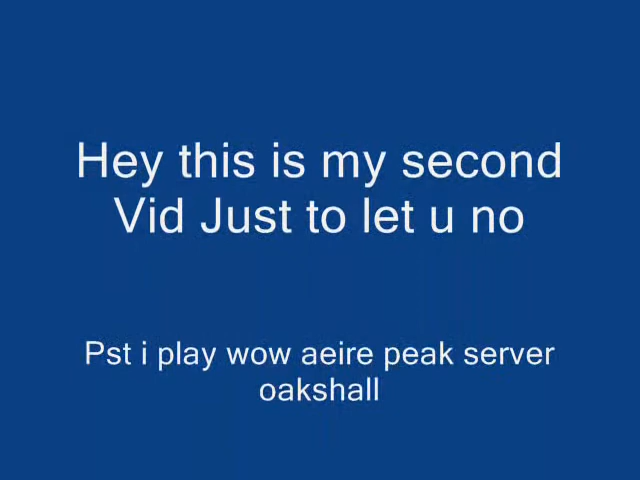 Hey this is my second
Vid Just to let u no
Pst i play wow aeire peak server
oakshall